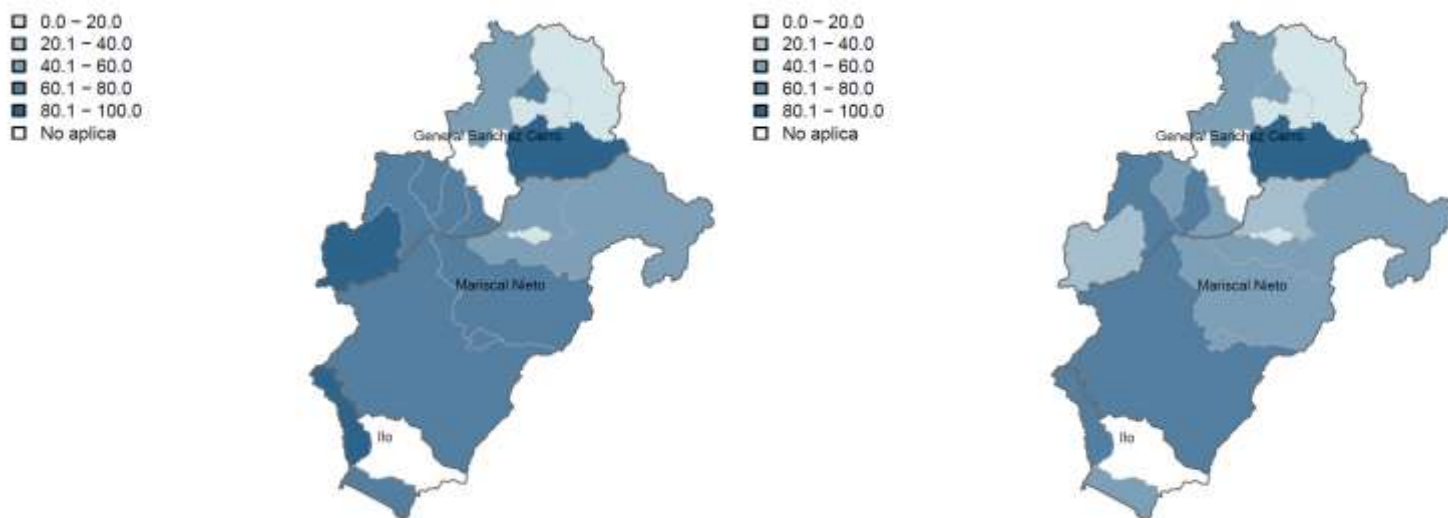 0.0 – 20.0
20.1 – 40.0
40.1 – 60.0
60.1 – 80.0
80.1 – 100.0
No aplica
General Sanchez Cerro
Mariscal Nieto
Ilo
0.0 – 20.0
20.1 – 40.0
40.1 – 60.0
60.1 – 80.0
80.1 – 100.0
No aplica
General Sanchez Cerro
Mariscal Nieto
Ilo